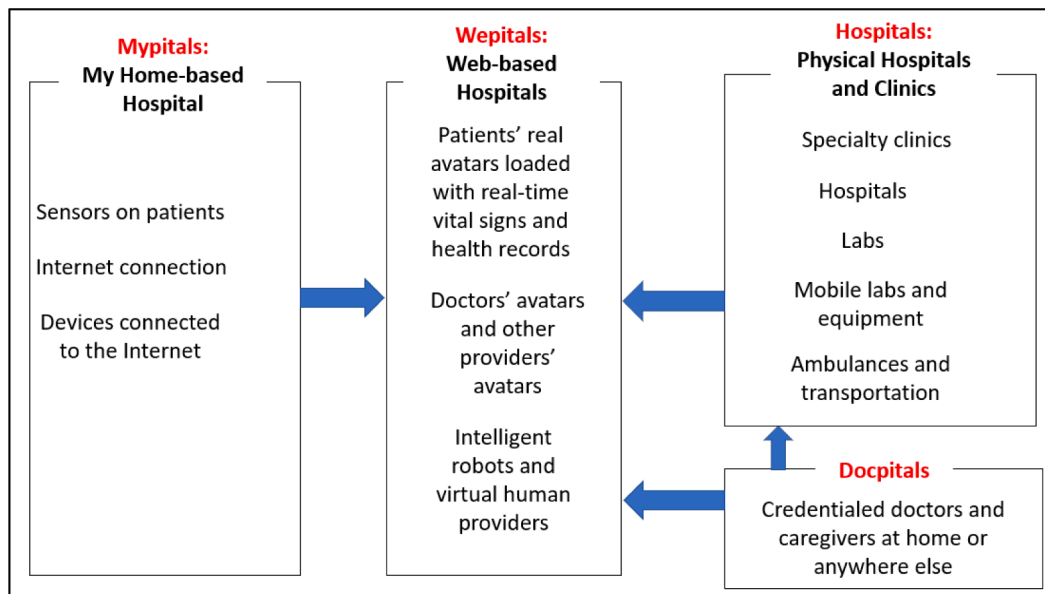 Mypitals:
My Home-based
Hospital
Sensors on patients
Internet connection
Devices connected
to the Internet
Wepitals:
Web-based
Hospitals
Patients’ real
avatars loaded
with real-time
vital signs and
health records
Doctors’ avatars
and other
providers’
avatars
Intelligent
robots and
virtual human
providers
Hospitals:
Physical Hospitals
and Clinics
Specialty clinics
Hospitals
Labs
Mobile labs and
equipment
Ambulances and
transportation
Docpitals
Credentialed doctors and
caregivers at home or
anywhere else